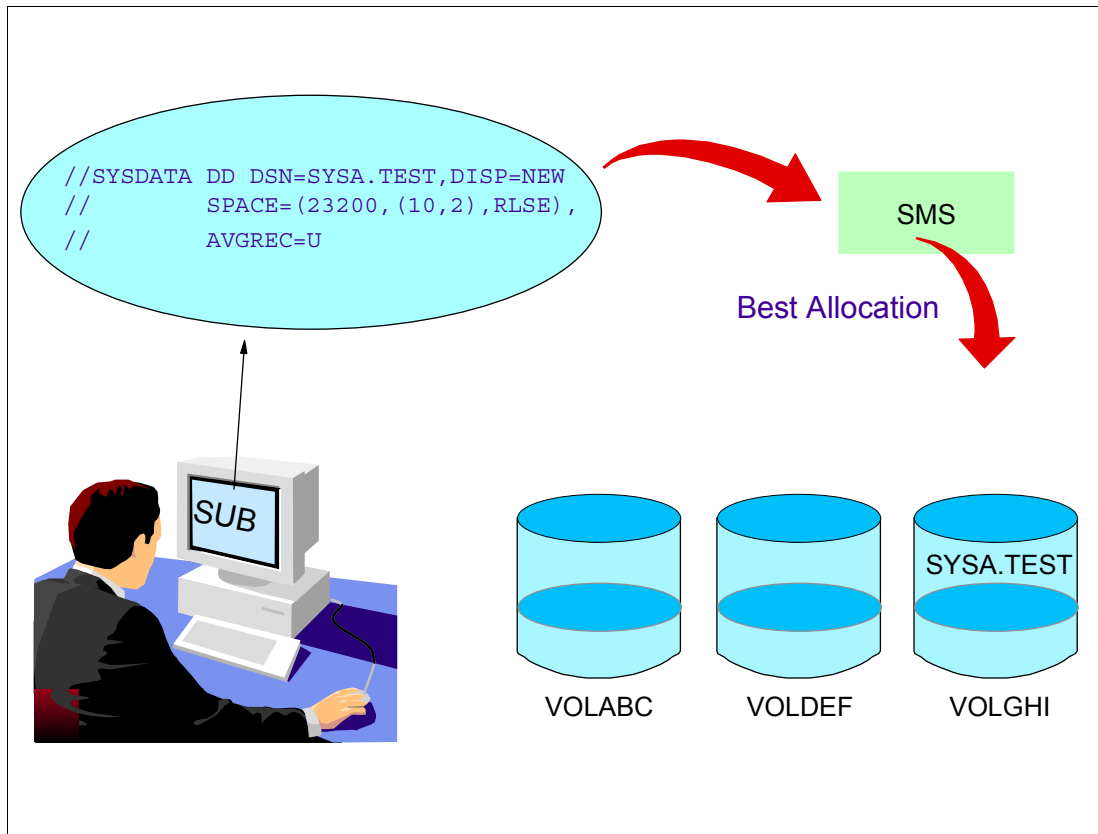 //SYSDATA DD DSN=SYSA.TEST,DISP=NEW
//        SPACE=(23200,(10,2),RLSE),
//        AVGREC=U
SMS
Best Allocation
SUB
SYSA.TEST
VOLABC
VOLDEF
VOLGHI